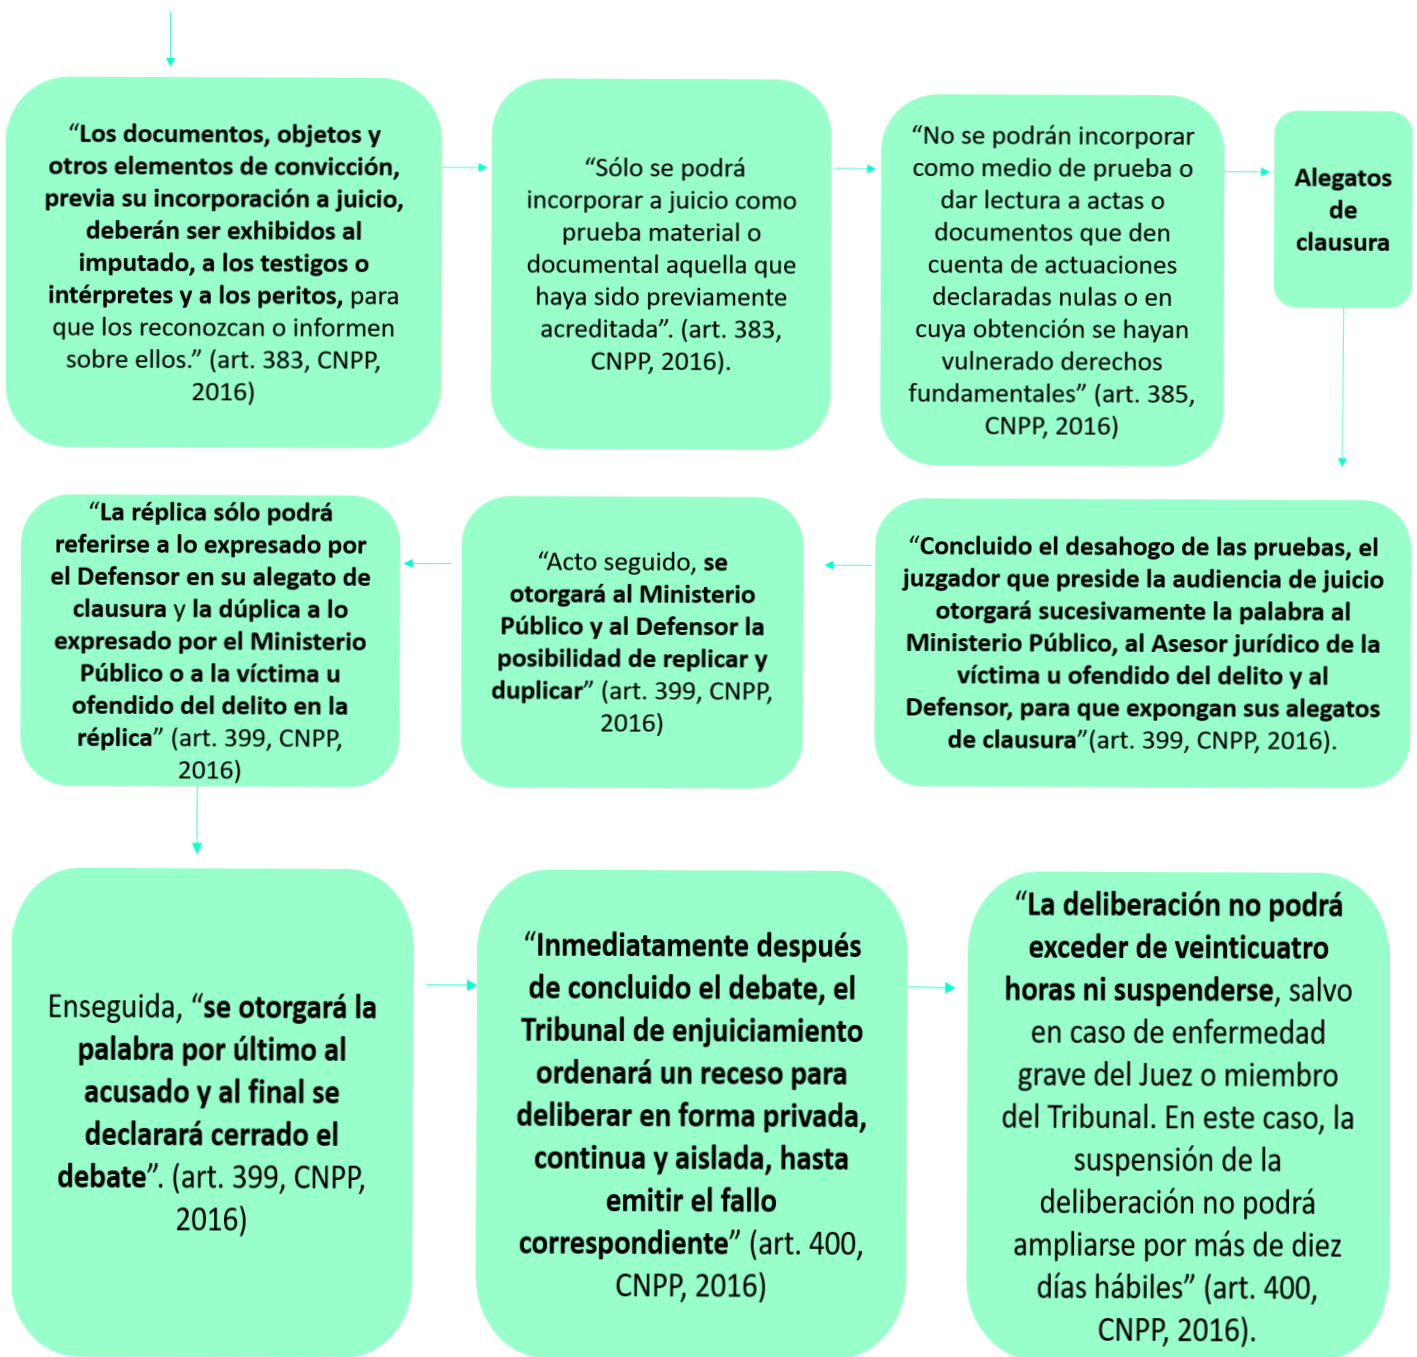 “Los documentos, objetos y
otros elementos de convicción,
previa su incorporación a juicio,
deberán ser exhibidos al
imputado, a los testigos o
intérpretes y a los peritos, para
que los reconozcan o informen
sobre ellos.” (art. 383, CNPP,
2016)
“Sólo se podrá
incorporar a juicio como
prueba material o
documental aquella que
haya sido previamente
acreditada”. (art. 383,
CNPP, 2016).
“No se podrán incorporar
como medio de prueba o
dar lectura a actas o
documentos que den
cuenta de actuaciones
declaradas nulas o en
cuya obtención se hayan
vulnerado derechos
fundamentales” (art. 385,
CNPP, 2016)
Alegatos
de
clausura
“Concluido el desahogo de las pruebas, el
juzgador que preside la audiencia de juicio
otorgará sucesivamente la palabra al
Ministerio Público, al Asesor jurídico de la
víctima u ofendido del delito y al
Defensor, para que expongan sus alegatos
de clausura”(art. 399, CNPP, 2016).
“Acto seguido, se
otorgará al Ministerio
Público y al Defensor la
posibilidad de replicar y
duplicar” (art. 399, CNPP,
2016)
“La réplica sólo podrá
referirse a lo expresado por
el Defensor en su alegato de
clausura y la dúplica a lo
expresado por el Ministerio
Público o a la víctima u
ofendido del delito en la
réplica” (art. 399, CNPP,
2016)
Enseguida, “se otorgará la
palabra por último al
acusado y al final se
declarará cerrado el
debate”. (art. 399, CNPP,
2016)
“Inmediatamente después
de concluido el debate, el
Tribunal de enjuiciamiento
ordenará un receso para
deliberar en forma privada,
continua y aislada, hasta
emitir el fallo
correspondiente” (art. 400,
CNPP, 2016)
“La deliberación no podrá
exceder de veinticuatro
horas ni suspenderse, salvo
en caso de enfermedad
grave del Juez o miembro
del Tribunal. En este caso, la
suspensión de la
deliberación no podrá
ampliarse por más de diez
días hábiles” (art. 400,
CNPP, 2016).